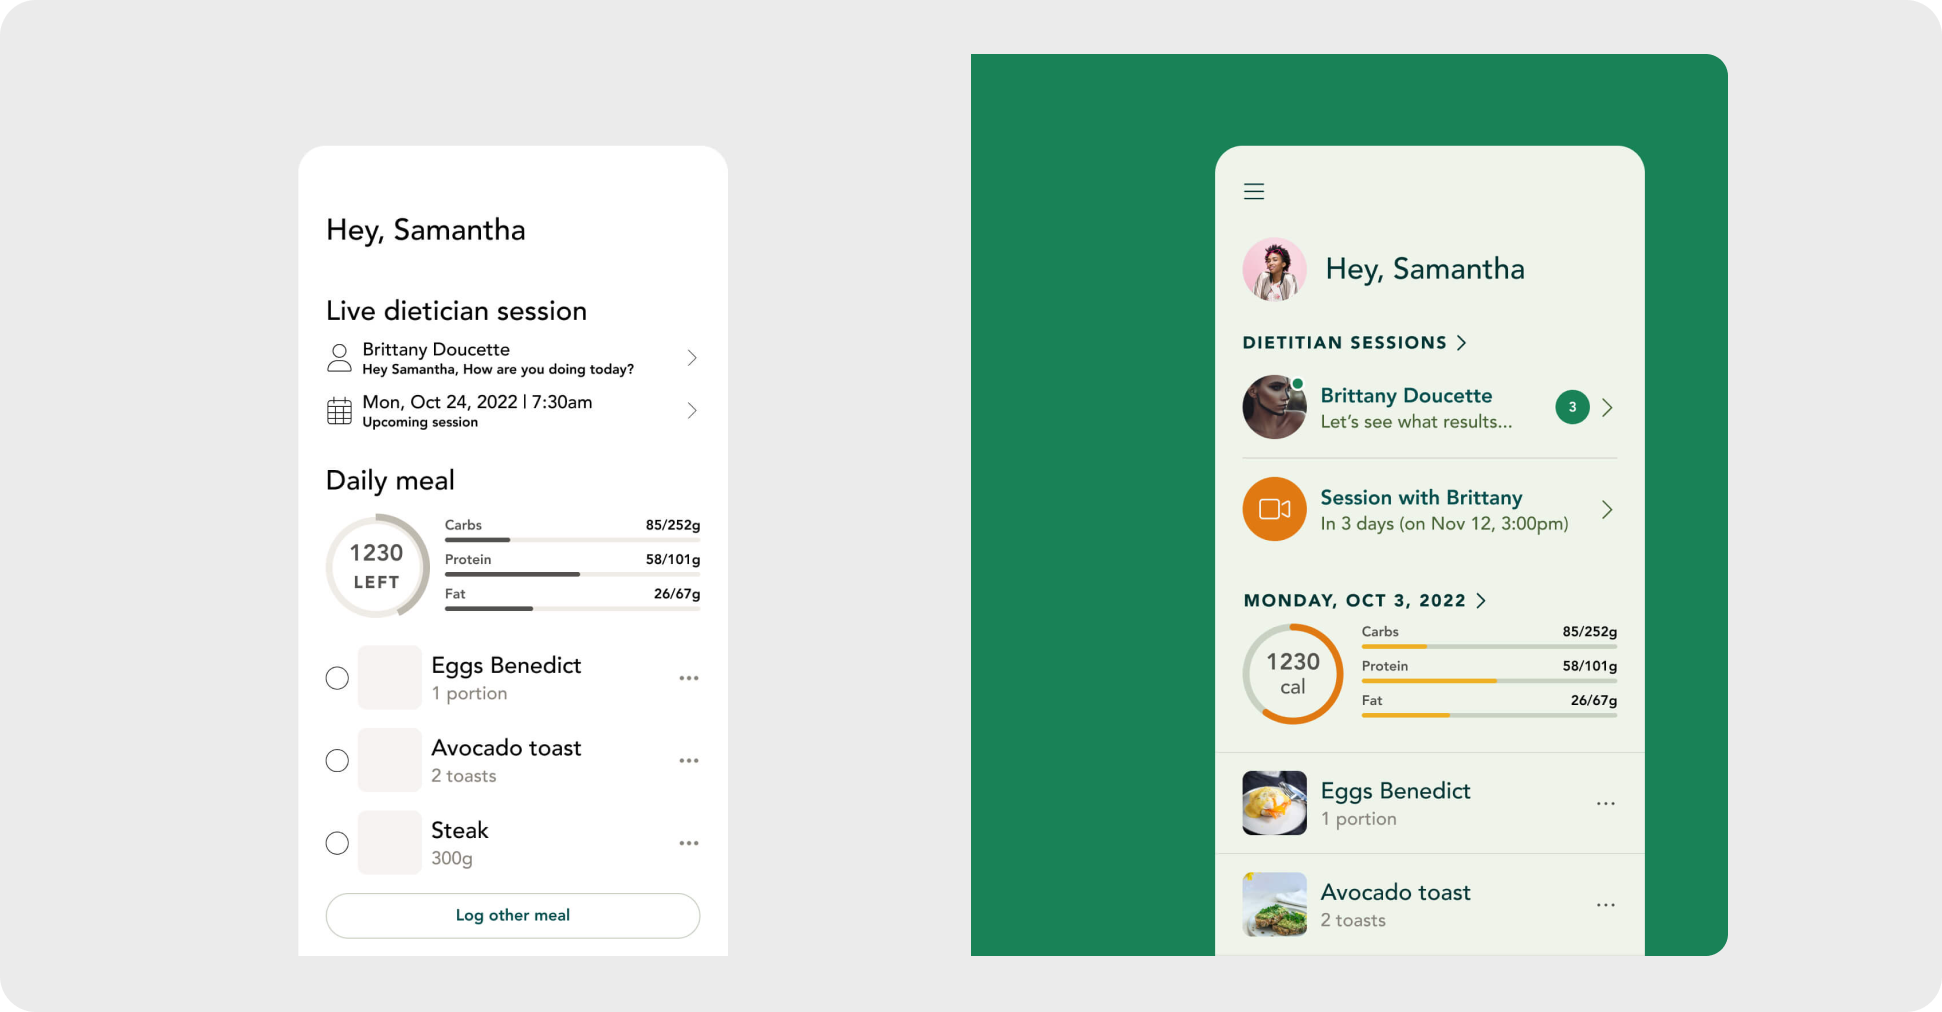 Hey, Samantha
Live dietician session
Brittany Doucette
Hey Samantha, How are you doing today?
Mon, Oct 24, 2022 | 7:30am
Upcoming session
Daily meal
1230
LEFT
Carbs 85/252g
Protein 58/101g
Fat 26/67g
Eggs Benedict
1 portion
Avocado toast
2 toasts
Steak
300g
Log other meal
Hey, Samantha
DIETITIAN SESSIONS
Brittany Doucette
Let’s see what results...
3
Session with Brittany
In 3 days (on Nov 12, 3:00pm)
MONDAY, OCT 3, 2022
1230
cal
Carbs 85/252g
Protein 58/101g
Fat 26/67g
Eggs Benedict
1 portion
Avocado toast
2 toasts